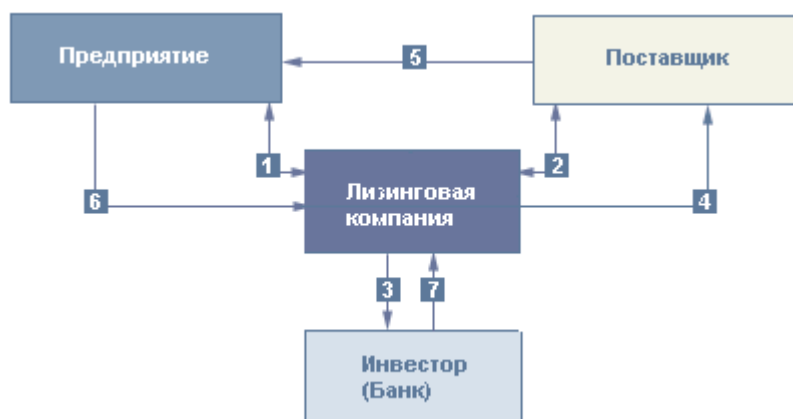 Предприятие
Поставщик
5
1
2
Лизинговая
компания
6
4
3
7
Инвестор
(Банк)